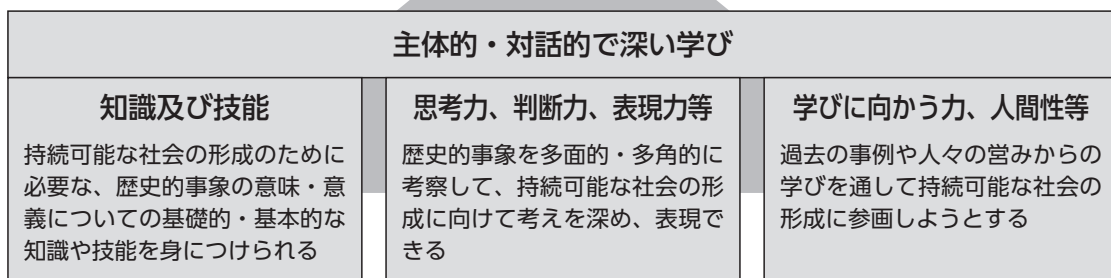 主体的・対話的で深い学び
知識及び技能
持続可能な社会の形成のために
必要な、歴史的事象の意味・意
義についての基礎的・基本的な
知識や技能を身につけられる
思考力、判断力、表現力等
歴史的事象を多面的・多角的に
考察して、持続可能な社会の形
成に向けて考えを深め、表現で
きる
学びに向かう力、人間性等
過去の事例や人々の営みからの
学びを通して持続可能な社会の
形成に参画しようとする